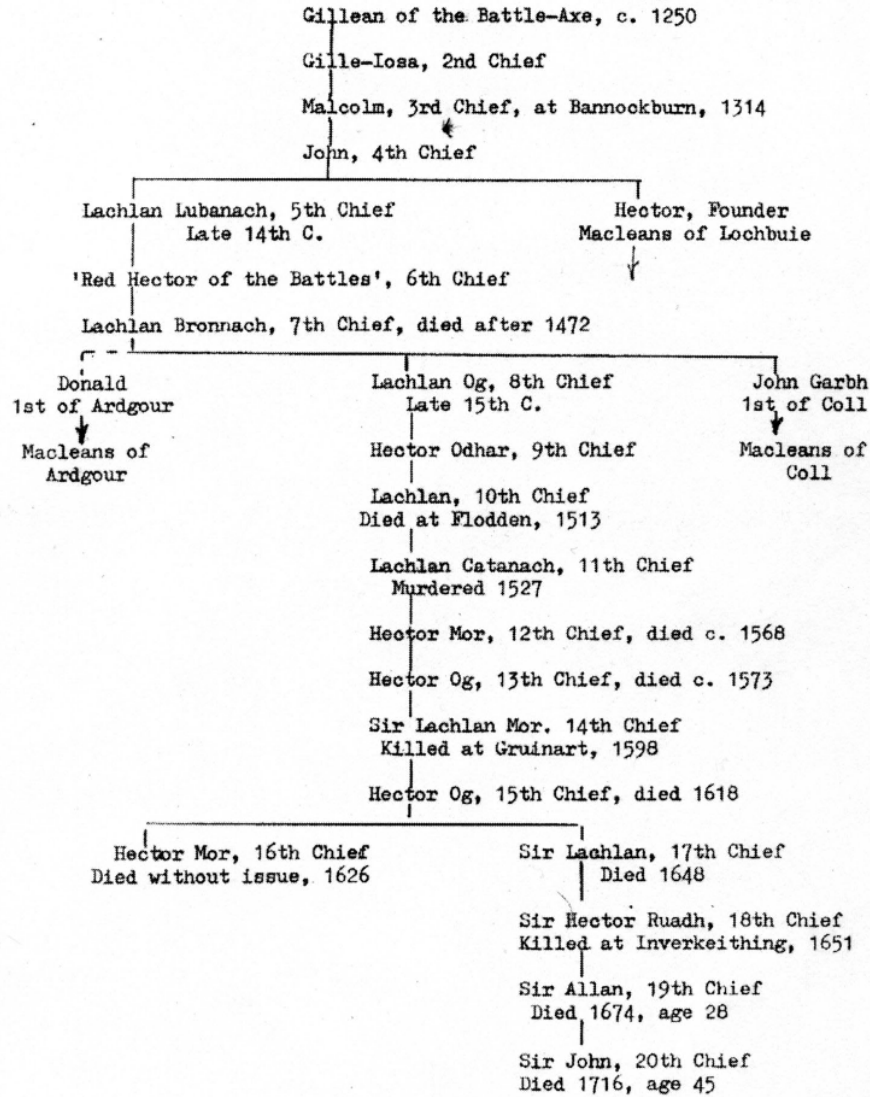 Gillean of the Battle-Axe, c. 1250
Gille-Iosa, 2nd Chief
Malcolm, 3rd Chief, at Bannockburn, 1314
John, 4th Chief
Lachlan Lubanach, 5th Chief
Late 14th C.
Hector, Founder
Macleans of Lochbuie
'Red Hector of the Battles', 6th Chief
Lachlan Bronnach, 7th Chief, died after 1472
Donald
1st of Ardgour
Macleans of
Ardgour
Lachlan Og, 8th Chief
Late 15th C.
John Garbh
1st of Coll
Macleans of
Coll
Hector Odhar, 9th Chief
Lachlan, 10th Chief
Died at Flodden, 1513
Lachlan Catanach, 11th Chief
Murdered 1527
Hector Mor, 12th Chief, died c. 1568
Hector Og, 13th Chief, died c. 1573
Sir Lachlan Mor. 14th Chief
Killed at Gruinart, 1598
Hector Og, 15th Chief, died 1618
Hector Mor, 16th Chief
Died without issue, 1626
Sir Lachlan, 17th Chief
Died 1648
Sir Hector Ruadh, 18th Chief
Killed at Inverkeithing, 1651
Sir Allan, 19th Chief
Died 1674, age 28
Sir John, 20th Chief
Died 1716, age 45